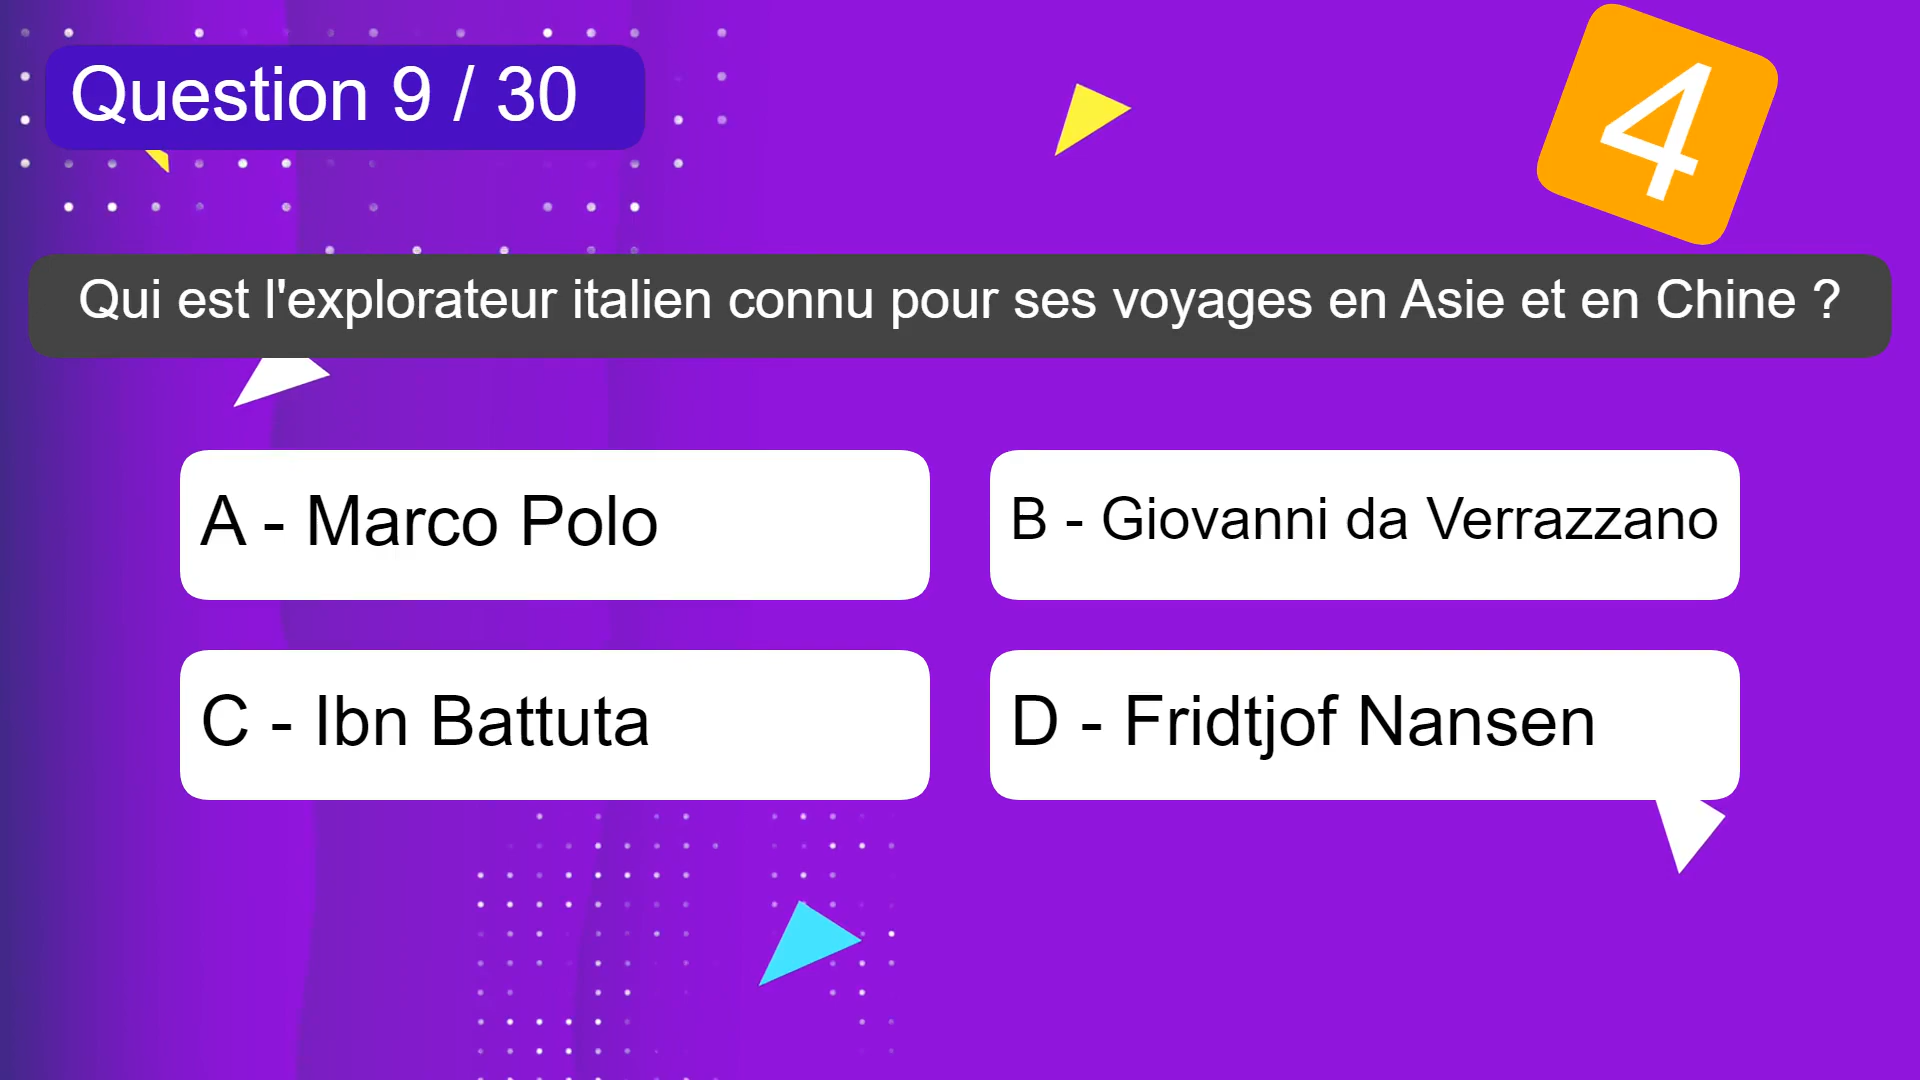 Question 9 / 30
4
Qui est l'explorateur italien connu pour ses voyages en Asie et en Chine ?
A - Marco Polo
B - Giovanni da Verrazzano
C - Ibn Battuta
D - Fridtjof Nansen